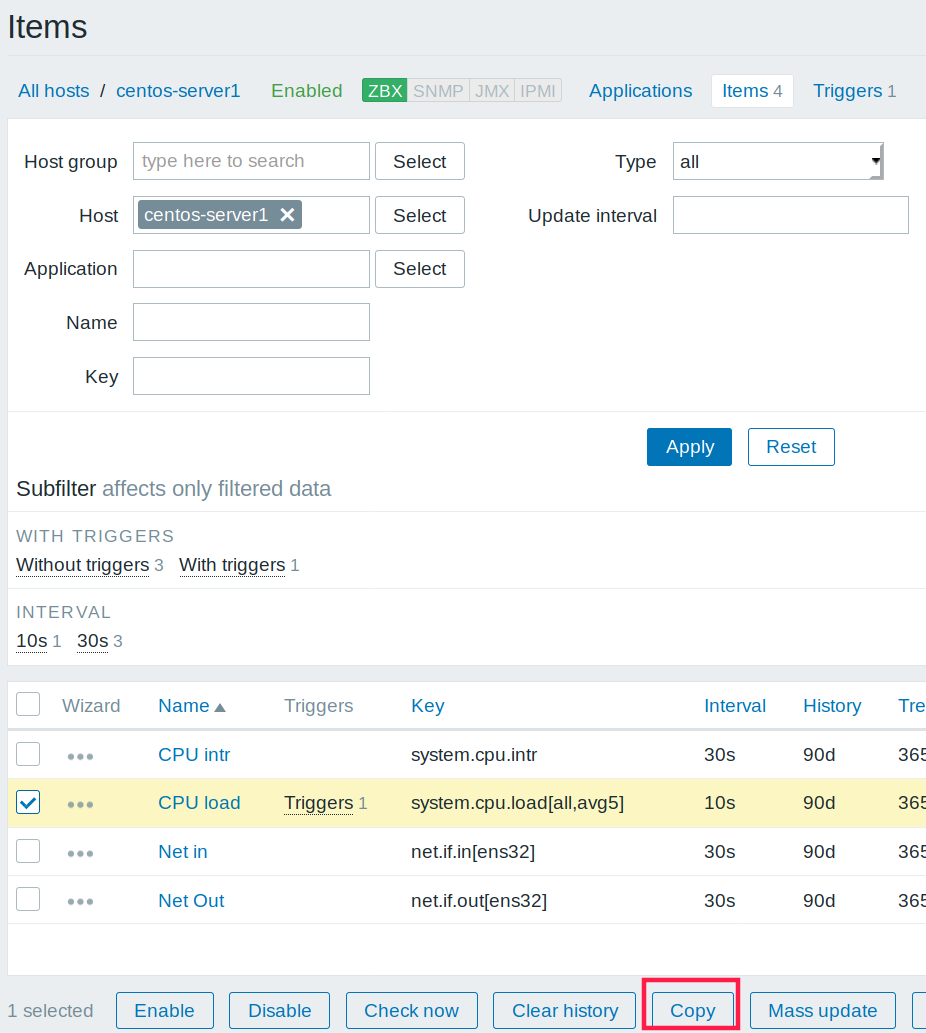 Items
All hosts / centos-server1 Enabled ZBX SNMP JMX IPMI Applications Items 4 Triggers 1
Host group type here to search Select Type all
Host centos-server1 Select Update interval
Application Select
Name
Key
Apply Reset
Subfilter affects only filtered data
WITH TRIGGERS
Without triggers 3 With triggers 1
INTERVAL
10s 1 30s 3
Wizard Name Triggers Key Interval History Tre
CPU intr system.cpu.intr 30s 90d 365
CPU load Triggers 1 system.cpu.load[all,avg5] 10s 90d 365
Net in net.if.in[ens32] 30s 90d 365
Net Out net.if.out[ens32] 30s 90d 365
1 selected Enable Disable Check now Clear history Copy Mass update